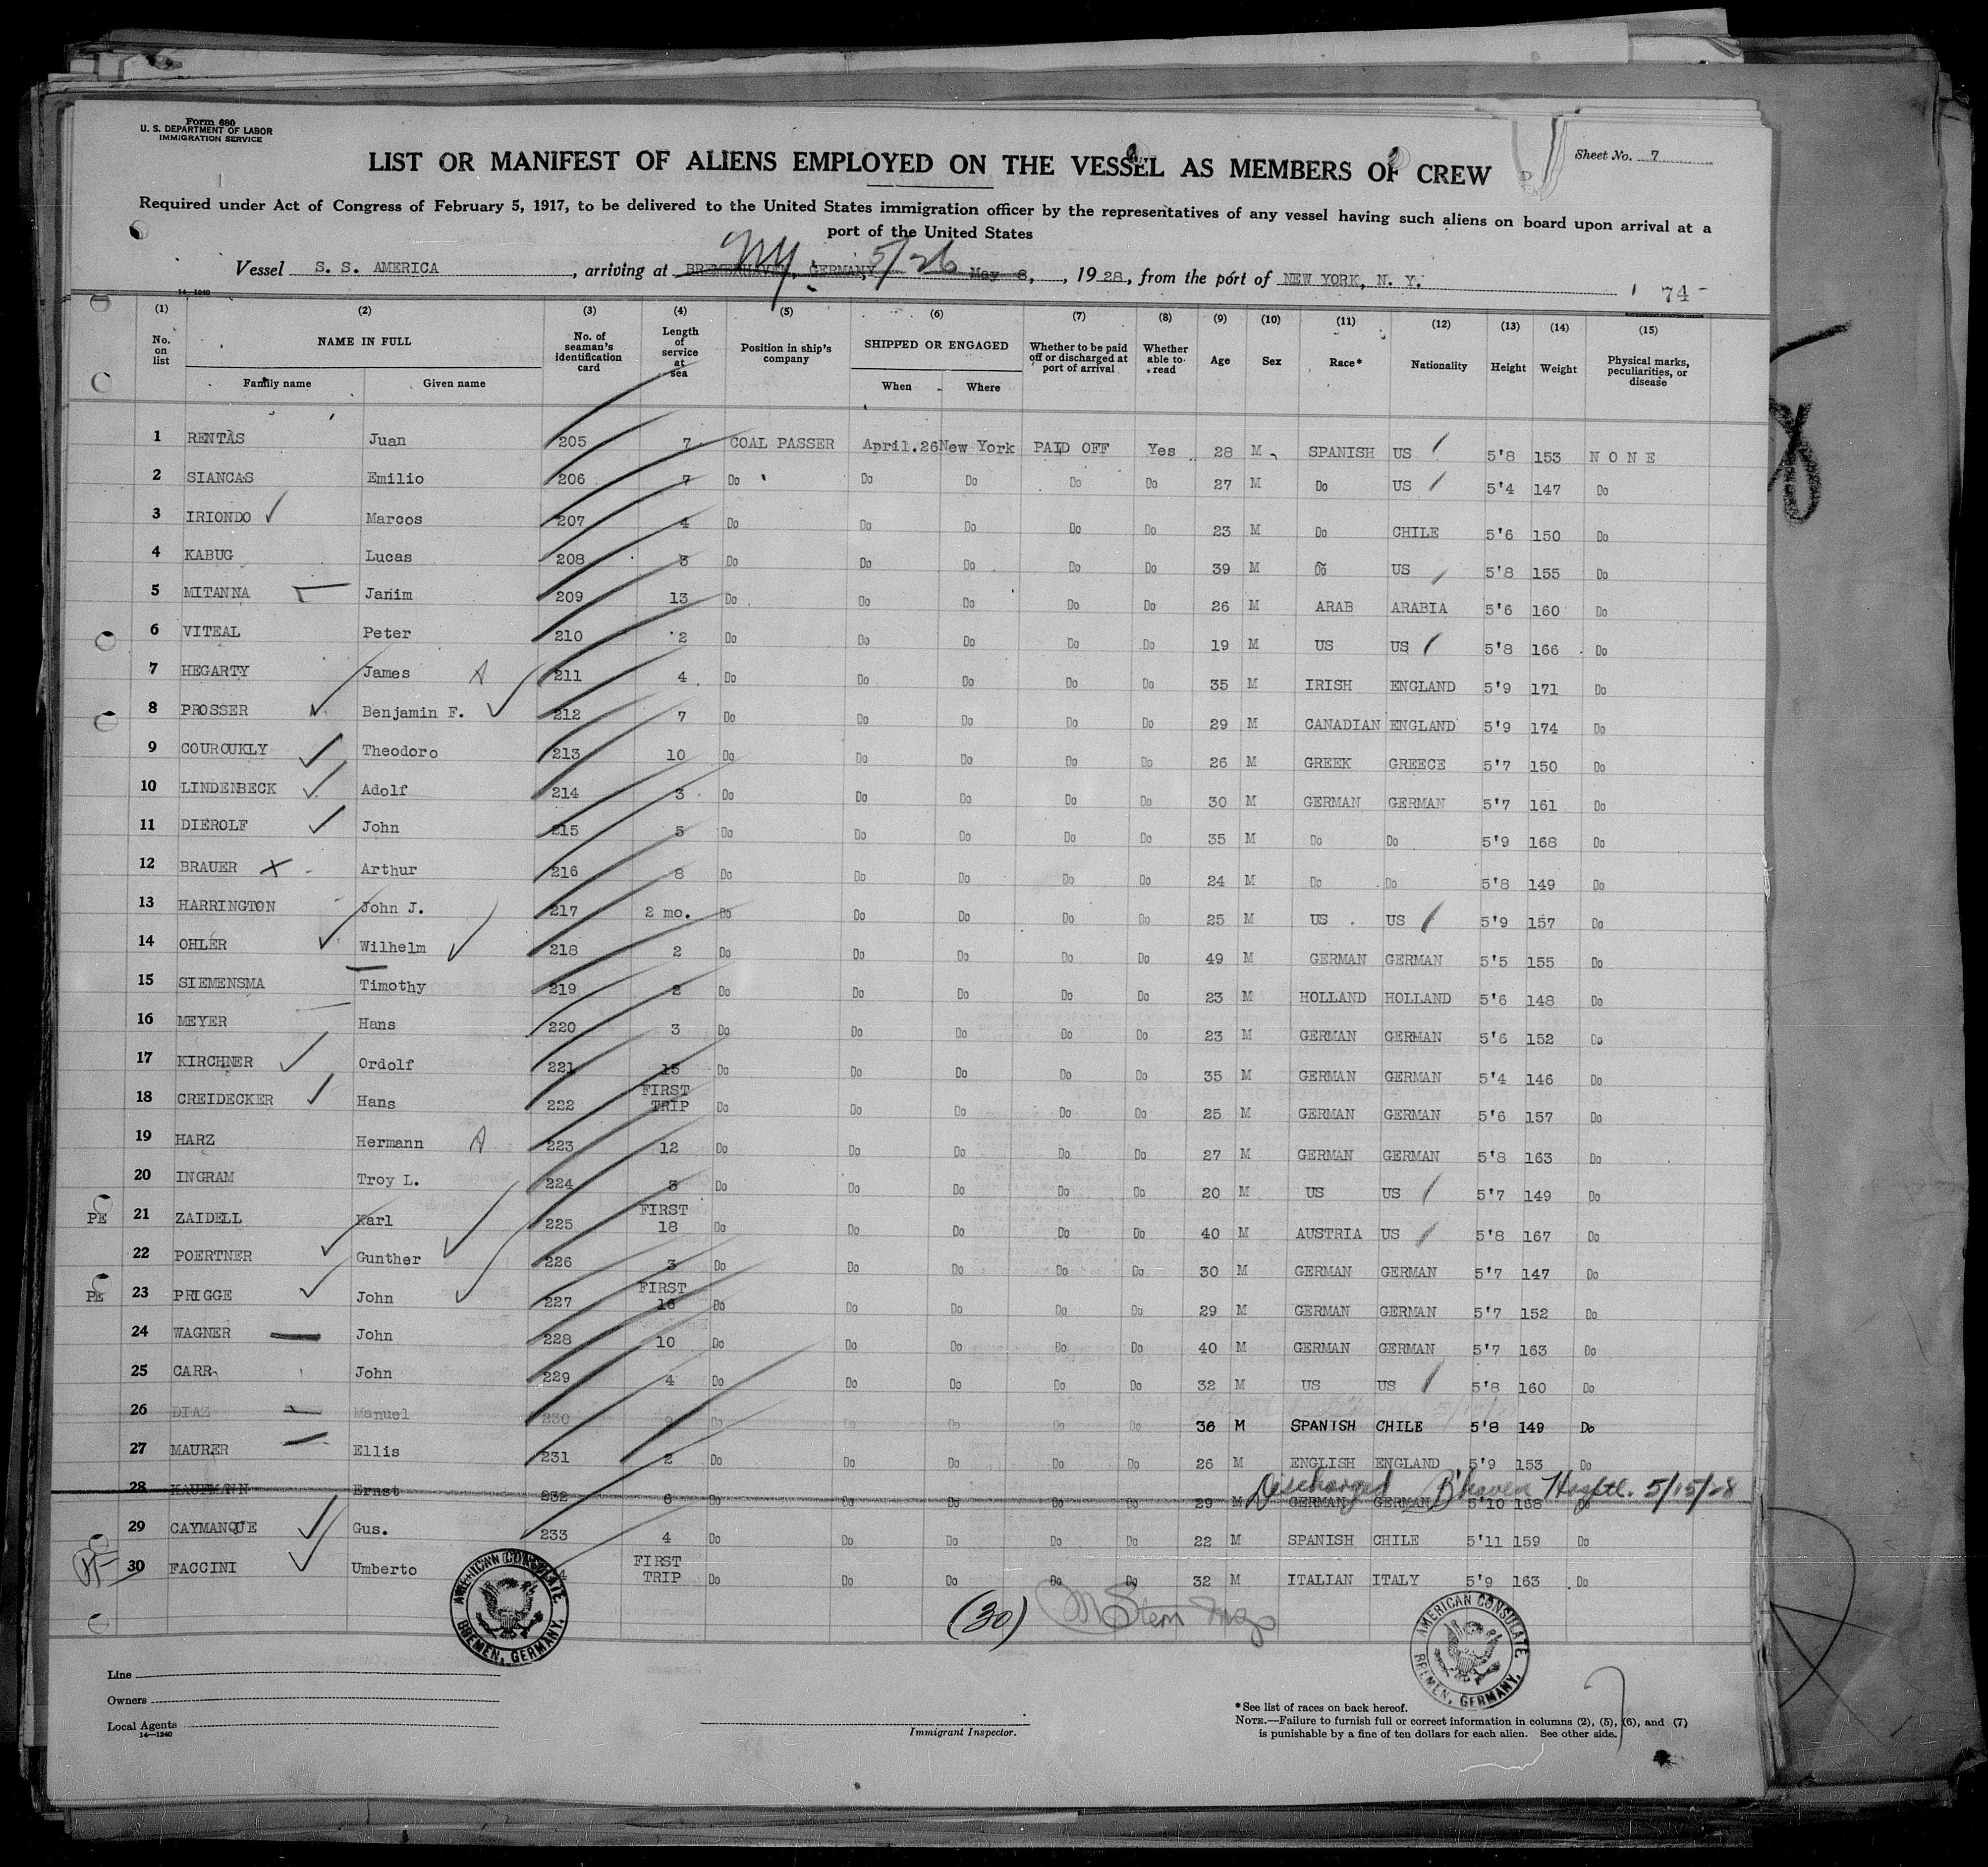 Form 680
U. S. DEPARTMENT OF LABOR
IMMIGRATION SERVICE
Sheet No. 7
LIST OR MANIFEST OF ALIENS EMPLOYED ON THE VESSEL AS MEMBERS OF CREW
Required under Act of Congress of February 5, 1917, to be delivered to the United States immigration officer by the representatives of any vessel having such aliens on board upon arrival at a
port of the United States
NY 5/26
Vessel S. S. AMERICA, arriving at BREMERHAVEN, GERMANY, May 8, 1928, from the port of NEW YORK, N. Y. 74
14-1240
(1) (2) (3) (4) (5) (6) (7) (8) (9) (10) (11) (12) (13) (14) (15)
No. on list NAME IN FULL No. of seaman's identification card Length of service at sea Position in ship's company SHIPPED OR ENGAGED Whether to be paid off or discharged at port of arrival Whether able to read Age Sex Race* Nationality Height Weight Physical marks, peculiarities, or disease
Family name Given name When Where
1 RENTAS Juan 205 7 COAL PASSER April.26 New York PAID OFF Yes 28 M SPANISH US 5'8 153 NONE
2 SIANCAS Emilio 206 7 Do Do Do Do Do 27 M Do US 5'4 147 Do
3 IRIONDO Marcos 207 4 Do Do Do Do Do 23 M Do CHILE 5'6 150 Do
4 KABUG Lucas 208 3 Do Do Do Do Do 39 M Do US 5'8 155 Do
5 MITANNA Janim 209 13 Do Do Do Do Do 26 M ARAB ARABIA 5'6 160 Do
6 VITEAL Peter 210 2 Do Do Do Do Do 19 M US US 5'8 166 Do
7 HEGARTY James 211 4 Do Do Do Do Do 35 M IRISH ENGLAND 5'9 171 Do
8 PROSSER Benjamin F. 212 7 Do Do Do Do Do 29 M CANADIAN ENGLAND 5'9 174 Do
9 COUROUKLY Theodoro 213 10 Do Do Do Do Do 26 M GREEK GREECE 5'7 150 Do
10 LINDENBECK Adolf 214 3 Do Do Do Do Do 30 M GERMAN GERMAN 5'7 161 Do
11 DIEROLF John 215 5 Do Do Do Do Do 35 M Do Do 5'9 168 Do
12 BRAUER Arthur 216 8 Do Do Do Do Do 24 M Do Do 5'8 149 Do
13 HARRINGTON John J. 217 2 mo. Do Do Do Do Do 25 M US US 5'9 157 Do
14 OHLER Wilhelm 218 2 Do Do Do Do Do 49 M GERMAN GERMAN 5'5 155 Do
15 SIEMENSMA Timothy 219 2 Do Do Do Do Do 23 M HOLLAND HOLLAND 5'6 148 Do
16 MEYER Hans 220 3 Do Do Do Do Do 23 M GERMAN GERMAN 5'6 152 Do
17 KIRCHNER Ordolf 221 15 Do Do Do Do Do 35 M GERMAN GERMAN 5'4 146 Do
18 CREIDECKER Hans 222 FIRST TRIP Do Do Do Do Do 25 M GERMAN GERMAN 5'6 157 Do
19 HARZ Hermann 223 12 Do Do Do Do Do 27 M GERMAN GERMAN 5'8 163 Do
20 INGRAM Troy L. 224 3 Do Do Do Do Do 20 M US US 5'7 149 Do
PE 21 ZAIDELL Karl 225 FIRST 18 Do Do Do Do Do 40 M AUSTRIA US 5'8 167 Do
22 POERTNER Gunther 226 3 Do Do Do Do Do 30 M GERMAN GERMAN 5'7 147 Do
PE 23 PRIGGE John 227 FIRST 16 Do Do Do Do Do 29 M GERMAN GERMAN 5'7 152 Do
24 WAGNER John 228 10 Do Do Do Do Do 40 M GERMAN GERMAN 5'7 163 Do
25 CARR John 229 4 Do Do Do Do Do 32 M US US 5'8 160 Do
26 DIAZ Manuel 230 9 Do Do Do Do Do 36 M SPANISH CHILE 5'8 149 Do
27 MAURER Ellis 231 2 Do Do Do Do Do 26 M ENGLISH ENGLAND 5'9 153 Do
Discharged B'haven Hosptl. 5/15/28
28 KAUFMANN Ernst 232 6 Do Do Do Do Do 29 M GERMAN GERMAN 5'10 168 Do
29 CAYMANQUE Gus. 233 4 Do Do Do Do Do 22 M SPANISH CHILE 5'11 159 Do
30 FACCINI Umberto 4 FIRST TRIP Do Do Do Do Do 32 M ITALIAN ITALY 5'9 163 Do
(30)
AMERICAN CONSULATE, BREMEN, GERMANY.
AMERICAN CONSULATE, BREMEN, GERMANY.
Line
Owners
Local Agents
14-1240
Immigrant Inspector.
*See list of races on back hereof.
NOTE.—Failure to furnish full or correct information in columns (2), (5), (6), and (7)
is punishable by a fine of ten dollars for each alien. See other side.